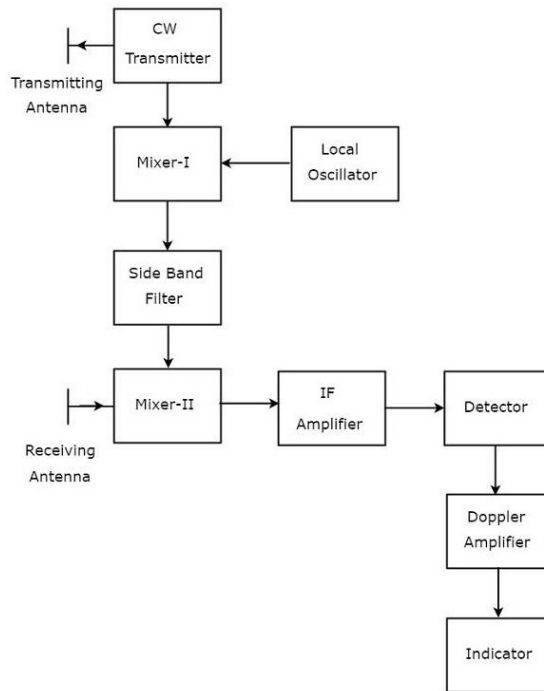 CW
Transmitter
Transmitting
Antenna
Mixer-I
Local
Oscillator
Side Band
Filter
Mixer-II
IF
Amplifier
Detector
Receiving
Antenna
Doppler
Amplifier
Indicator